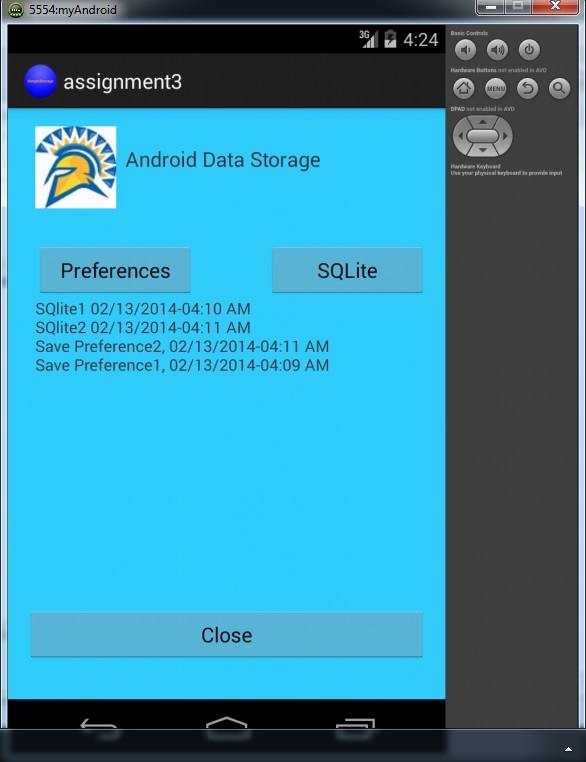 5554:myAndroid
3G 4:24
assignment3
Android Data Storage
Preferences
SQLite
SQlite1 02/13/2014-04:10 AM
SQlite2 02/13/2014-04:11 AM
Save Preference2, 02/13/2014-04:11 AM
Save Preference1, 02/13/2014-04:09 AM
Close
Basic Controls
Hardware Buttons not enabled in AVD
MENU
DPAD not enabled in AVD
Hardware Keyboard
Use your physical keyboard to provide input